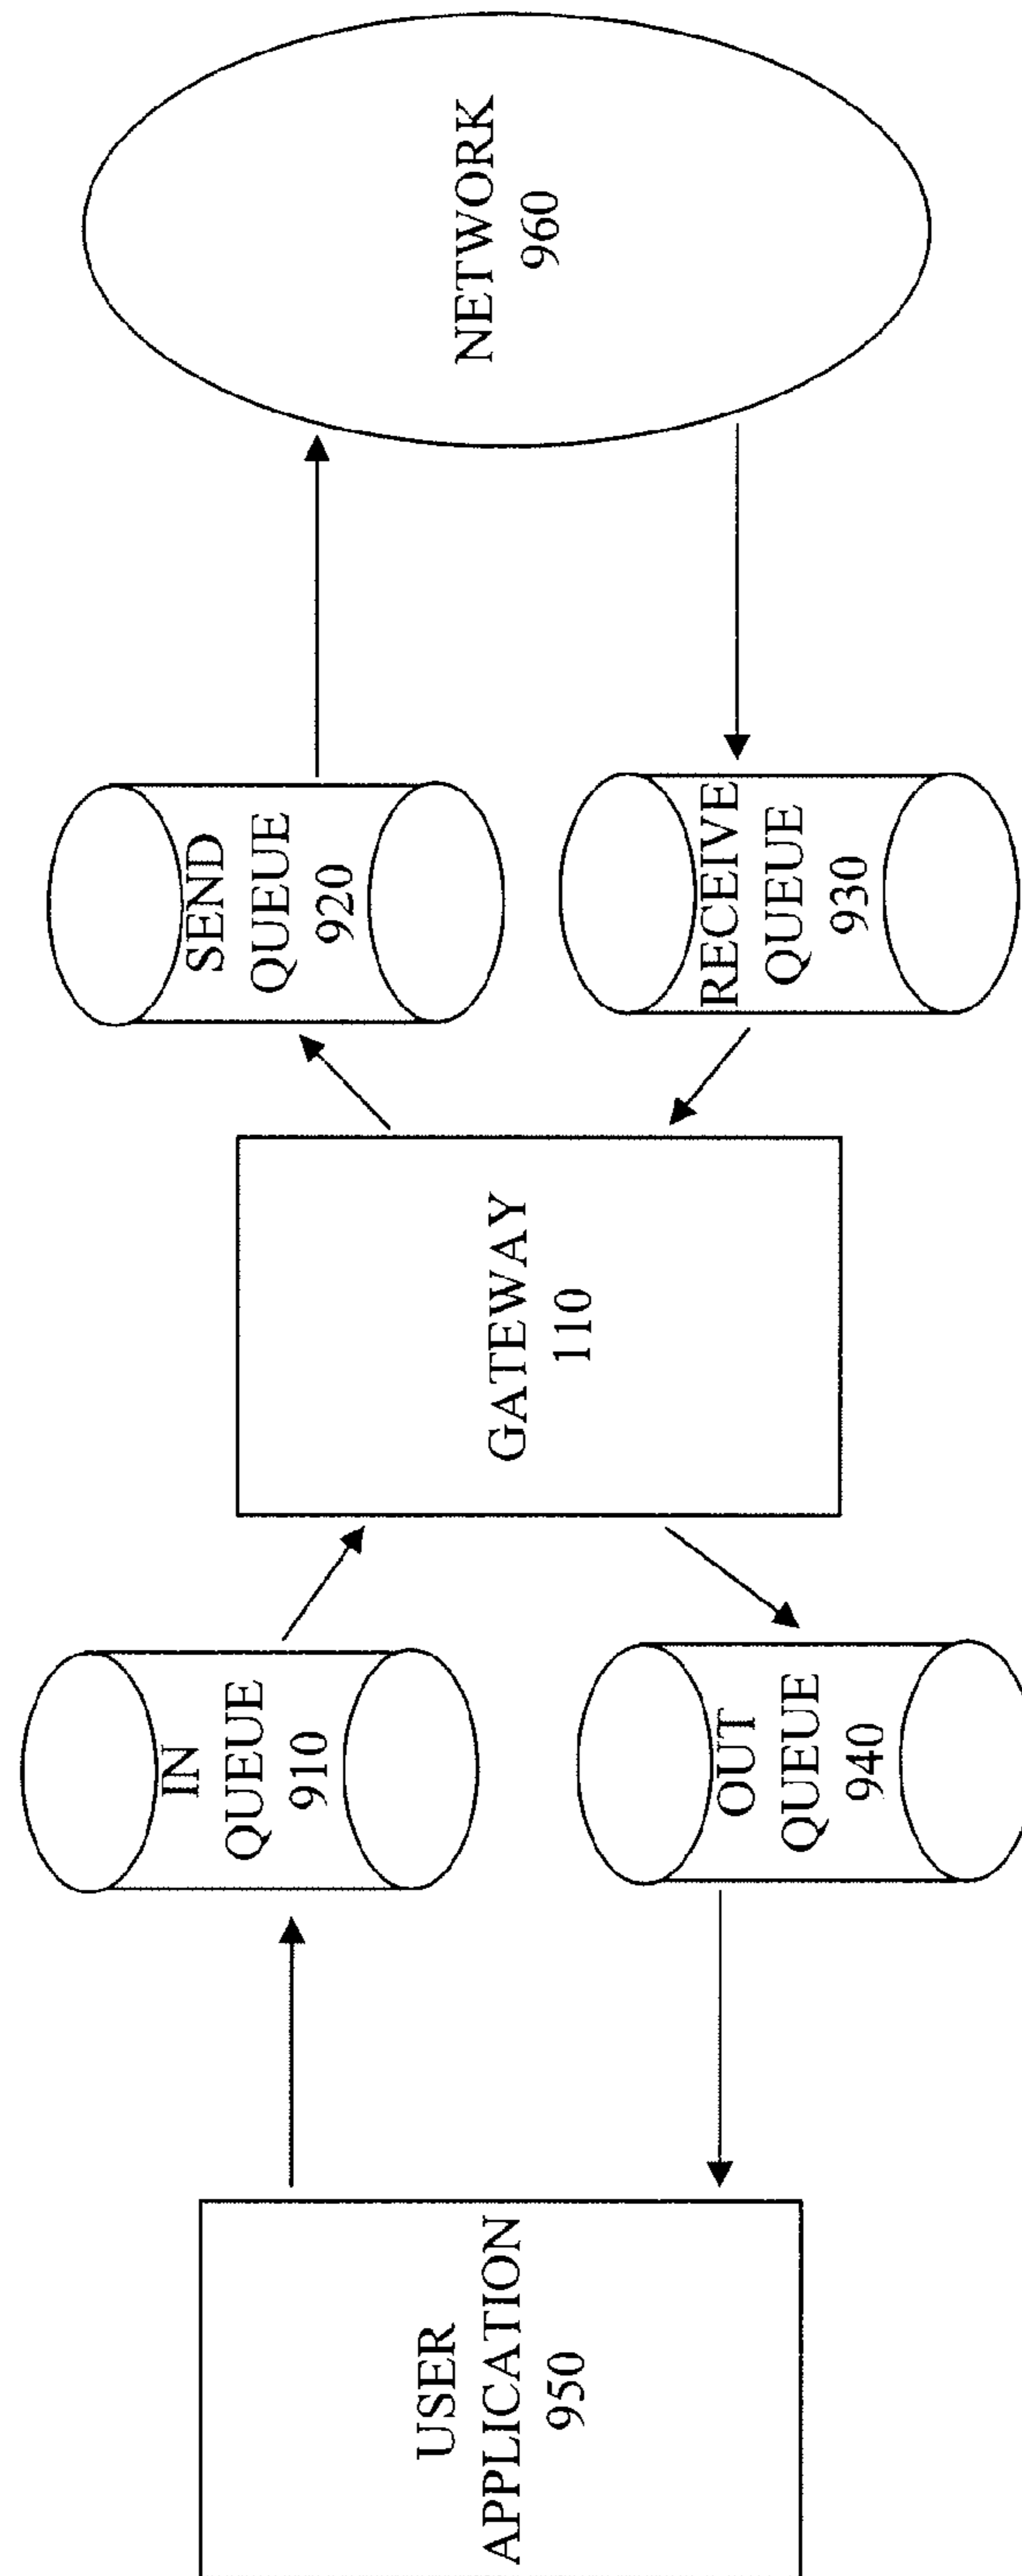 USER
APPLICATION
950
IN
QUEUE
910
OUT
QUEUE
940
GATEWAY
110
SEND
QUEUE
920
RECEIVE
QUEUE
930
NETWORK
960